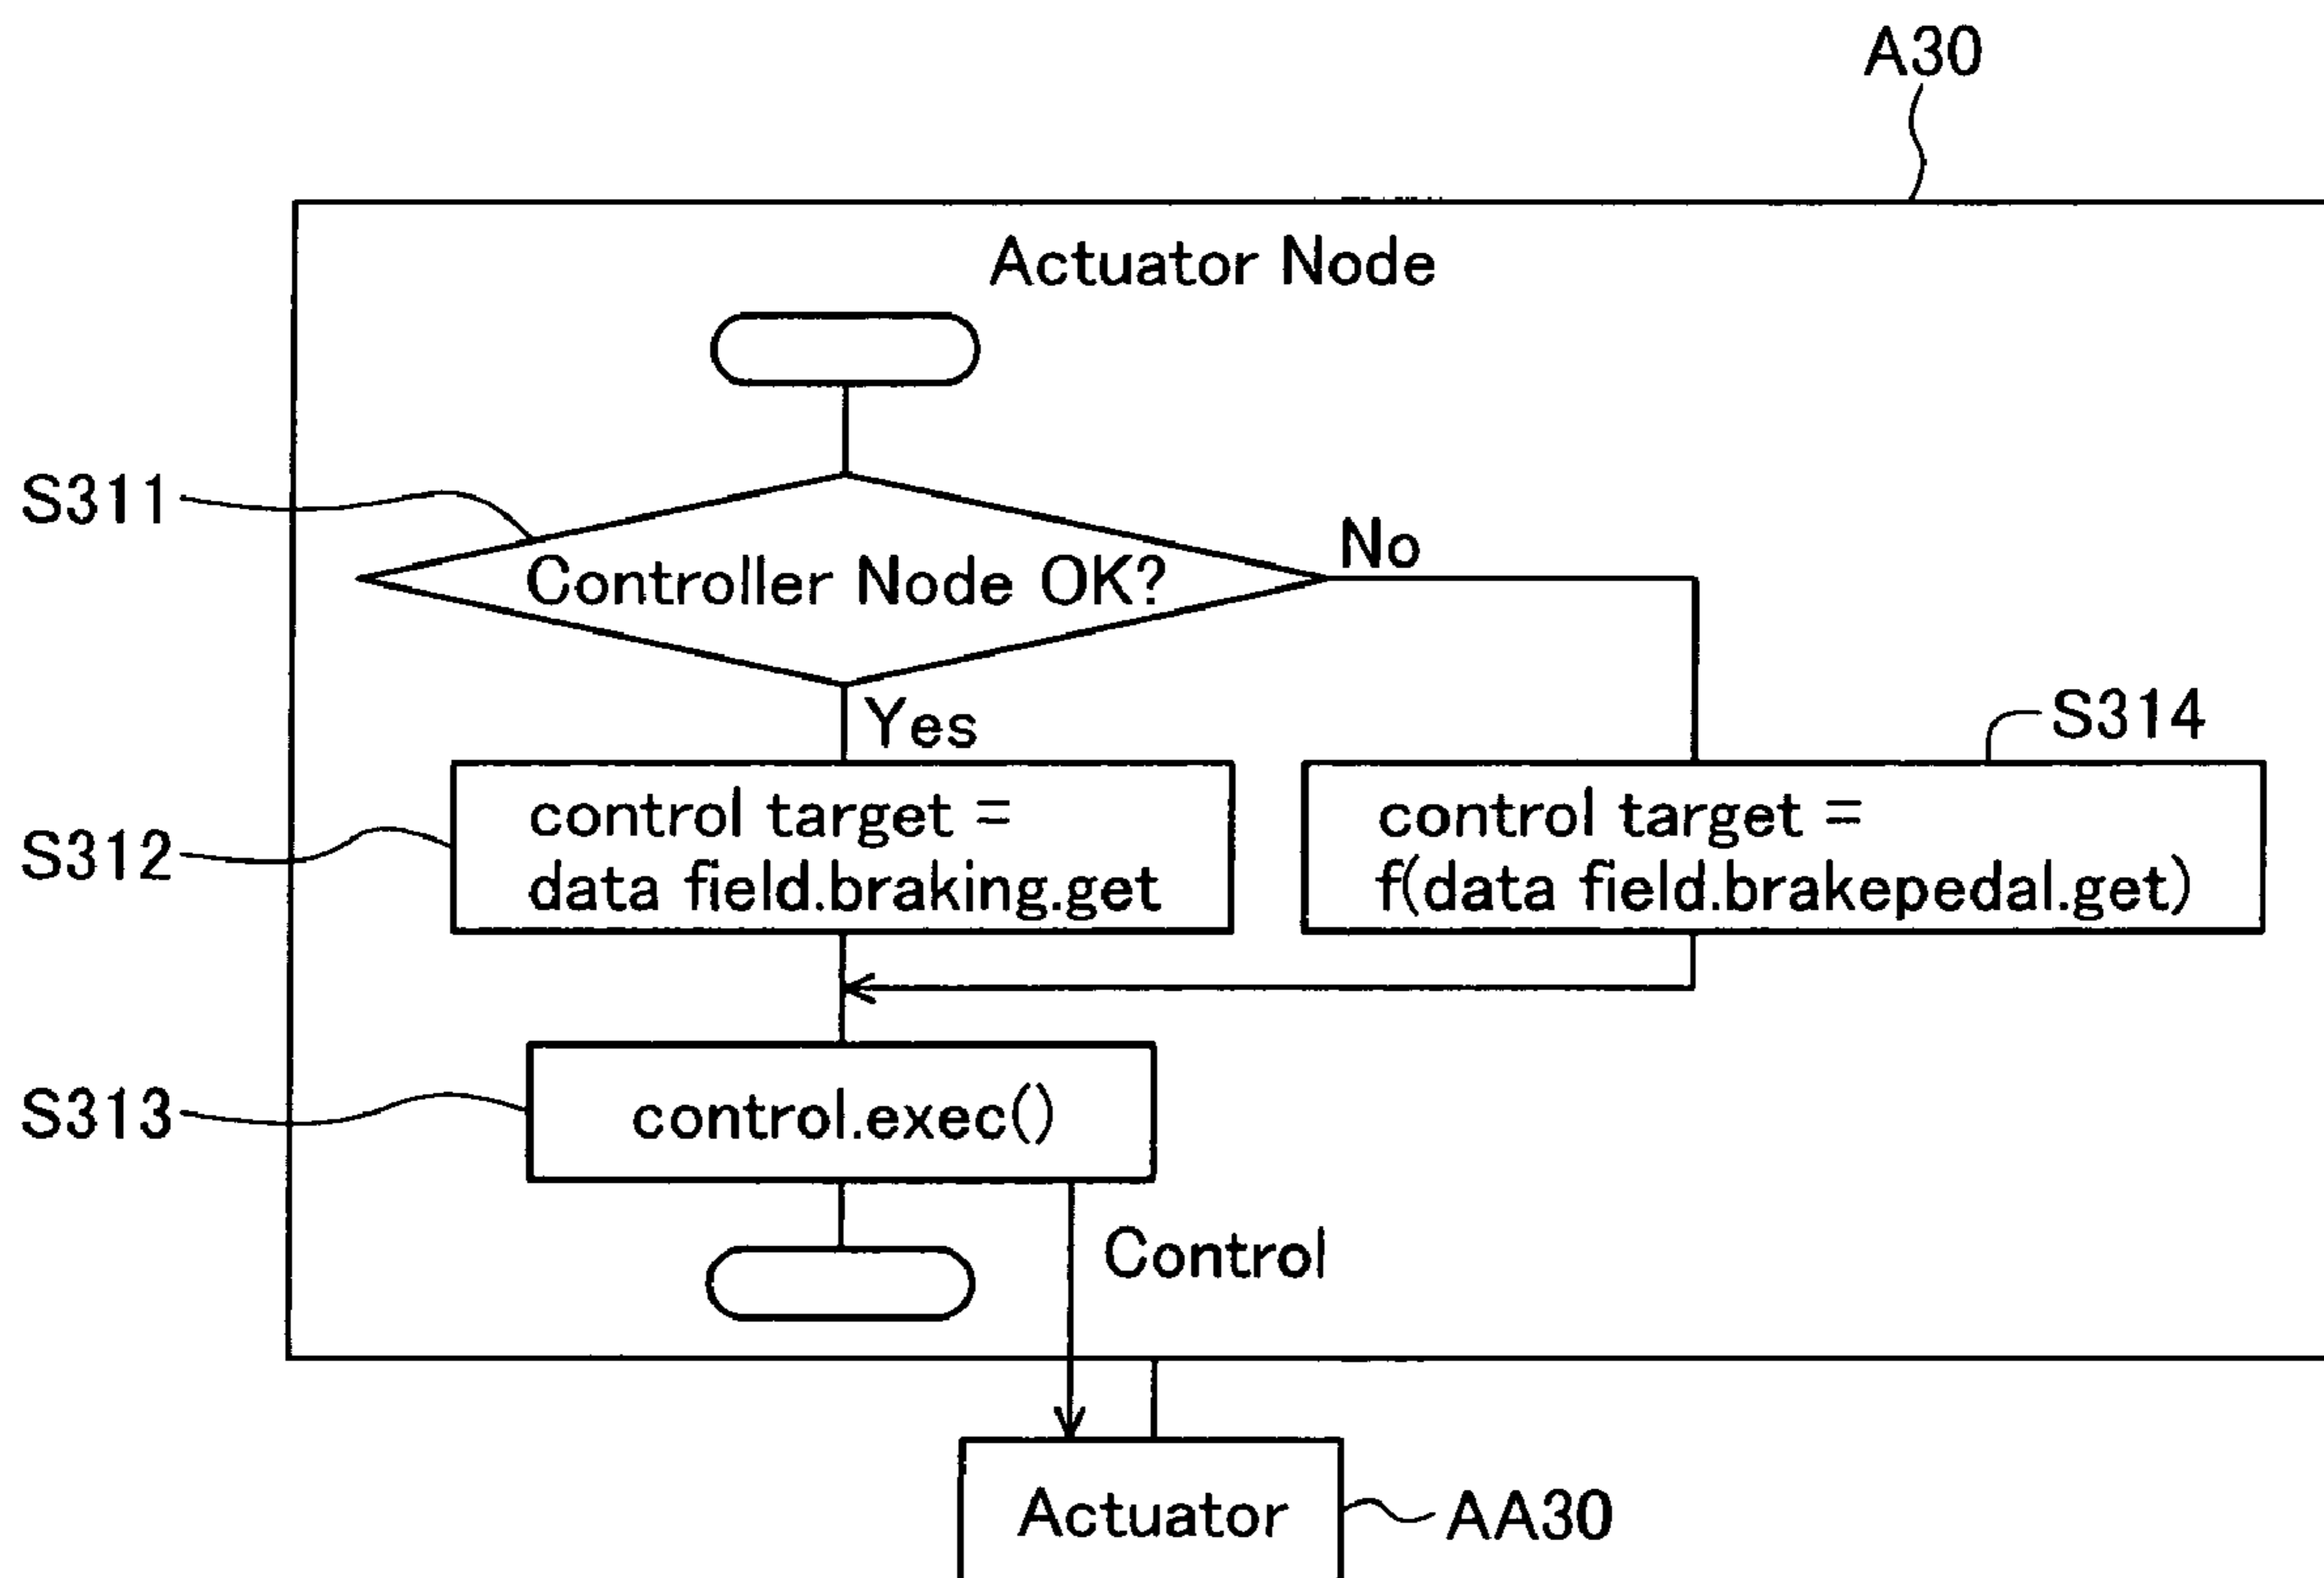 A30
Actuator Node
S311
Controller Node OK?
No
Yes
S314
S312
control target =
data field.braking.get
control target =
f(data field.brakepedal.get)
S313
control.exec()
Control
Actuator
AA30